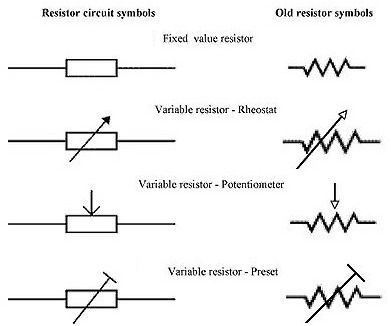 Resistor circuit symbols Old resistor symbols
Fixed value resistor
Variable resistor - Rheostat
Variable resistor - Potentiometer
Variable resistor - Preset